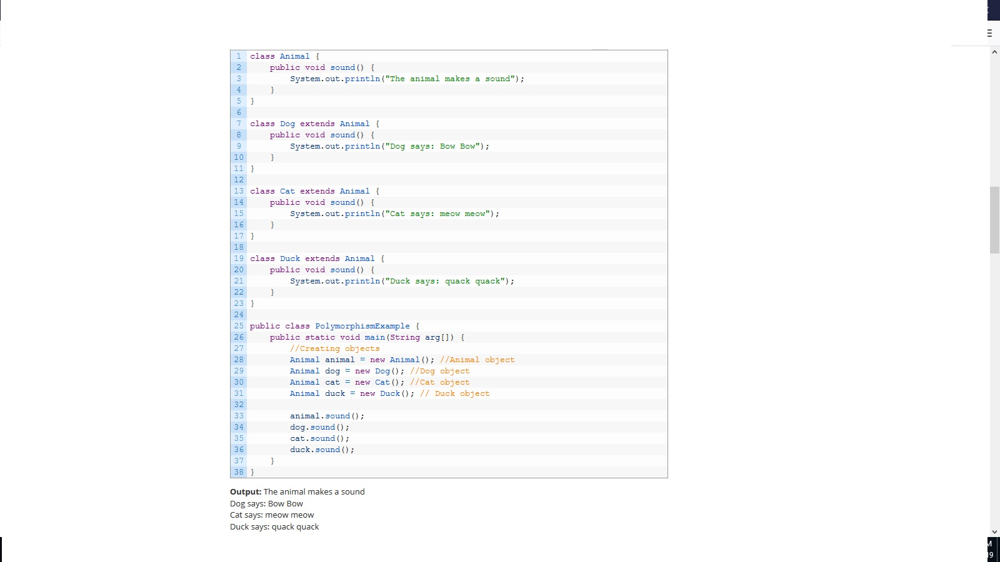 1 class Animal {
2     public void sound() {
3         System.out.println("The animal makes a sound");
4     }
5 }
6
7 class Dog extends Animal {
8     public void sound() {
9         System.out.println("Dog says: Bow Bow");
10     }
11 }
12
13 class Cat extends Animal {
14     public void sound() {
15         System.out.println("Cat says: meow meow");
16     }
17 }
18
19 class Duck extends Animal {
20     public void sound() {
21         System.out.println("Duck says: quack quack");
22     }
23 }
24
25 public class PolymorphismExample {
26     public static void main(String arg[]) {
27         //Creating objects
28         Animal animal = new Animal(); //Animal object
29         Animal dog = new Dog(); //Dog object
30         Animal cat = new Cat(); //Cat object
31         Animal duck = new Duck(); // Duck object
32
33         animal.sound();
34         dog.sound();
35         cat.sound();
36         duck.sound();
37     }
38 }
Output: The animal makes a sound
Dog says: Bow Bow
Cat says: meow meow
Duck says: quack quack